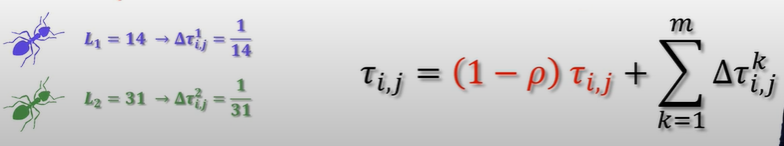 L₁ = 14 → Δτ¹ᵢ,ⱼ = 1/14
L₂ = 31 → Δτ²ᵢ,ⱼ = 1/31
τᵢ,ⱼ = (1 − ρ) τᵢ,ⱼ + ∑ₖ₌₁ᵐ Δτᵏᵢ,ⱼ